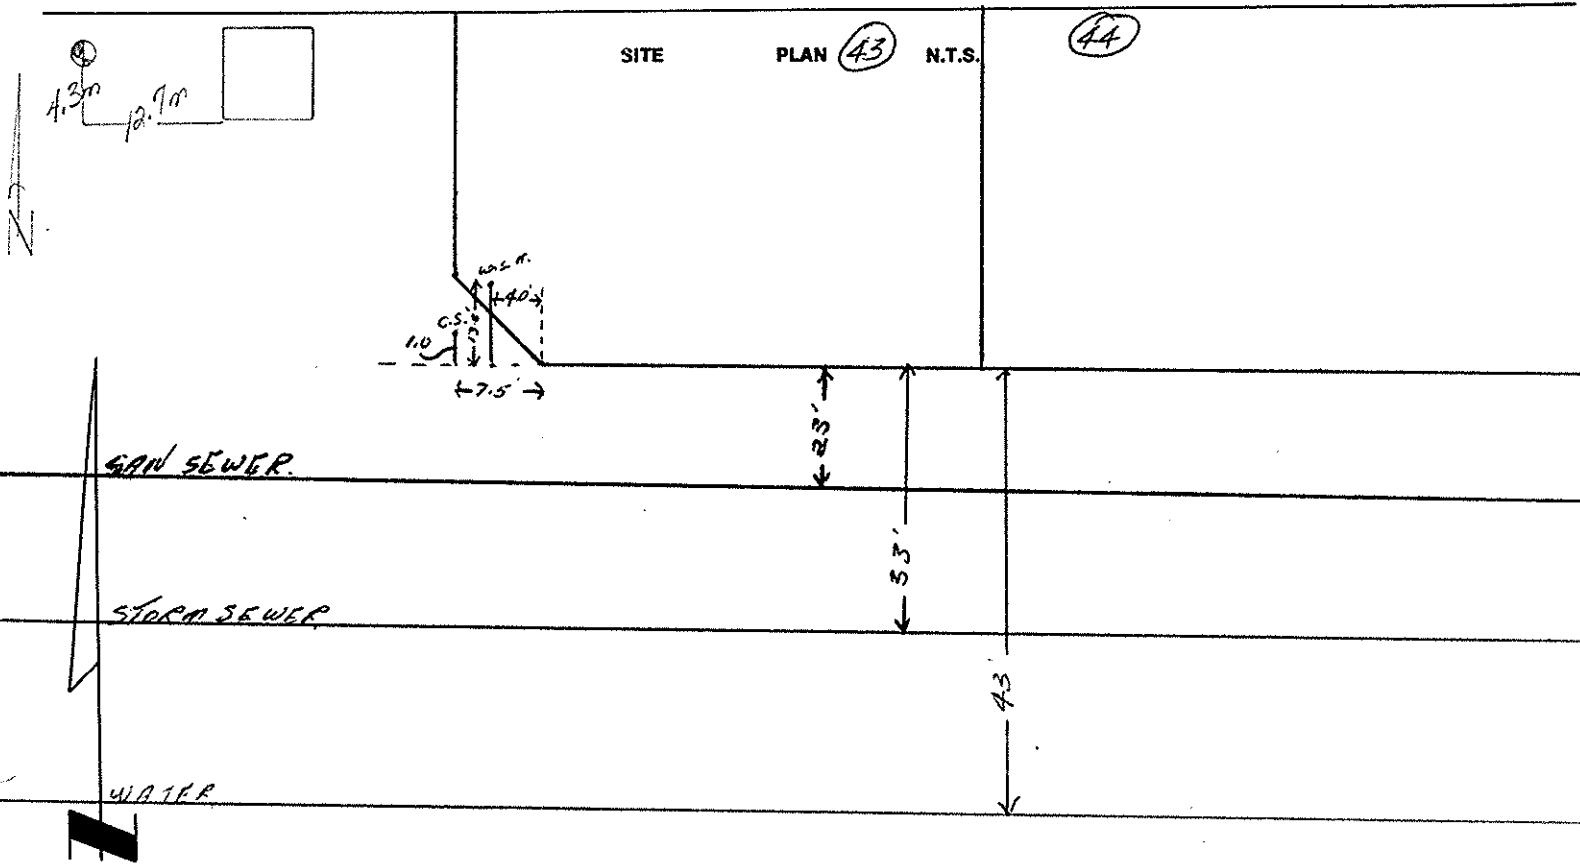 SITE PLAN 43 N.T.S. 44
4.3m
12.7m
N
C.S.
4.0'
1.0
7.5'
23'
SAN SEWER.
33'
STORM SEWER
43'
WATER
N